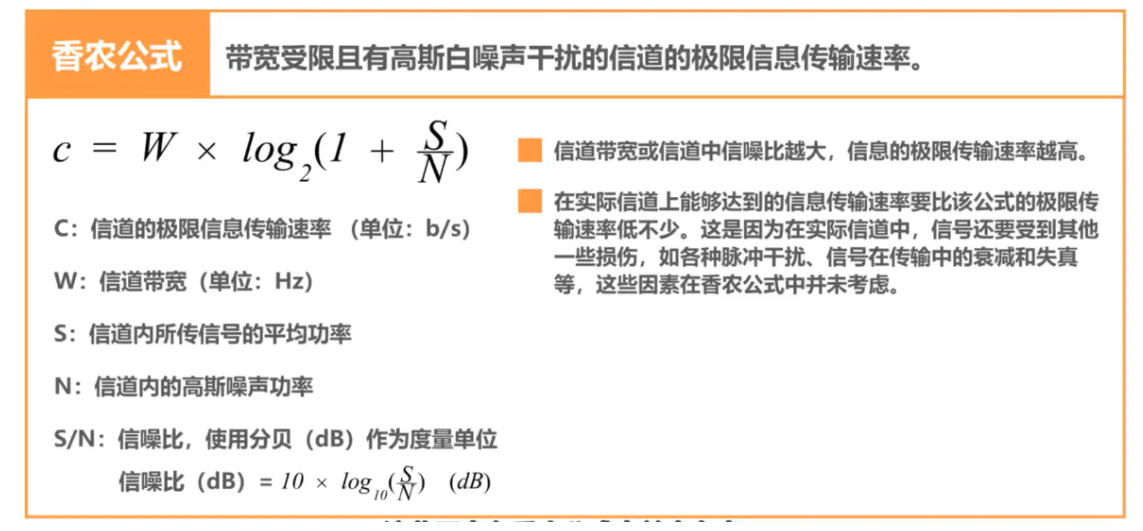 香农公式
带宽受限且有高斯白噪声干扰的信道的极限信息传输速率。
c = W × log₂(1 + S/N)
C：信道的极限信息传输速率 （单位：b/s）
W：信道带宽（单位：Hz）
S：信道内所传信号的平均功率
N：信道内的高斯噪声功率
S/N：信噪比，使用分贝（dB）作为度量单位
信噪比（dB）= 10 × log₁₀(S/N) (dB)
信道带宽或信道中信噪比越大，信息的极限传输速率越高。
在实际信道上能够达到的信息传输速率要比该公式的极限传
输速率低不少。这是因为在实际信道中，信号还要受到其他
一些损伤，如各种脉冲干扰、信号在传输中的衰减和失真
等，这些因素在香农公式中并未考虑。